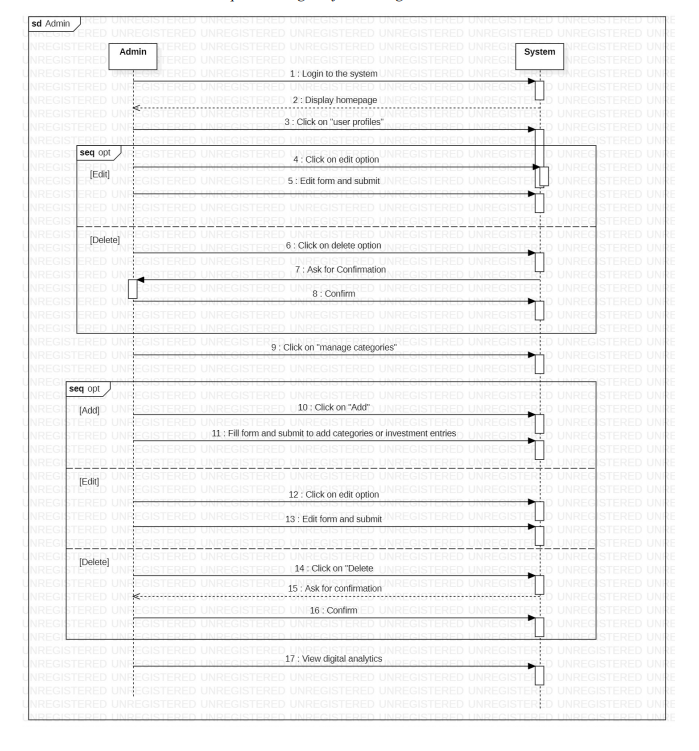 sd Admin
Admin
System
1 : Login to the system
2 : Display homepage
3 : Click on "user profiles"
seq opt
4 : Click on edit option
[Edit]
5 : Edit form and submit
[Delete]
6 : Click on delete option
7 : Ask for Confirmation
8 : Confirm
9 : Click on "manage categories"
seq opt
[Add]
10 : Click on "Add"
11 : Fill form and submit to add categories or investment entries
[Edit]
12 : Click on edit option
13 : Edit form and submit
[Delete]
14 : Click on "Delete
15 : Ask for confirmation
16 : Confirm
17 : View digital analytics
UNREGISTERED